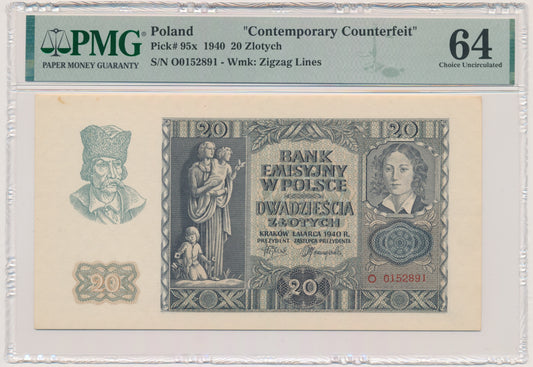 PMG
PAPER MONEY GUARANTY
Poland "Contemporary Counterfeit"
Pick# 95x 1940 20 Zlotych
S/N O0152891 - Wmk: Zigzag Lines
64
Choice Uncirculated
20 20
BANK
EMISYJNY
W POLSCE
DWADZIEŚCIA
ZŁOTYCH
KRAKÓW 1.MARCA 1940 R.
PREZYDENT ZASTĘPCA PREZYDENTA
O 0152891
20 20